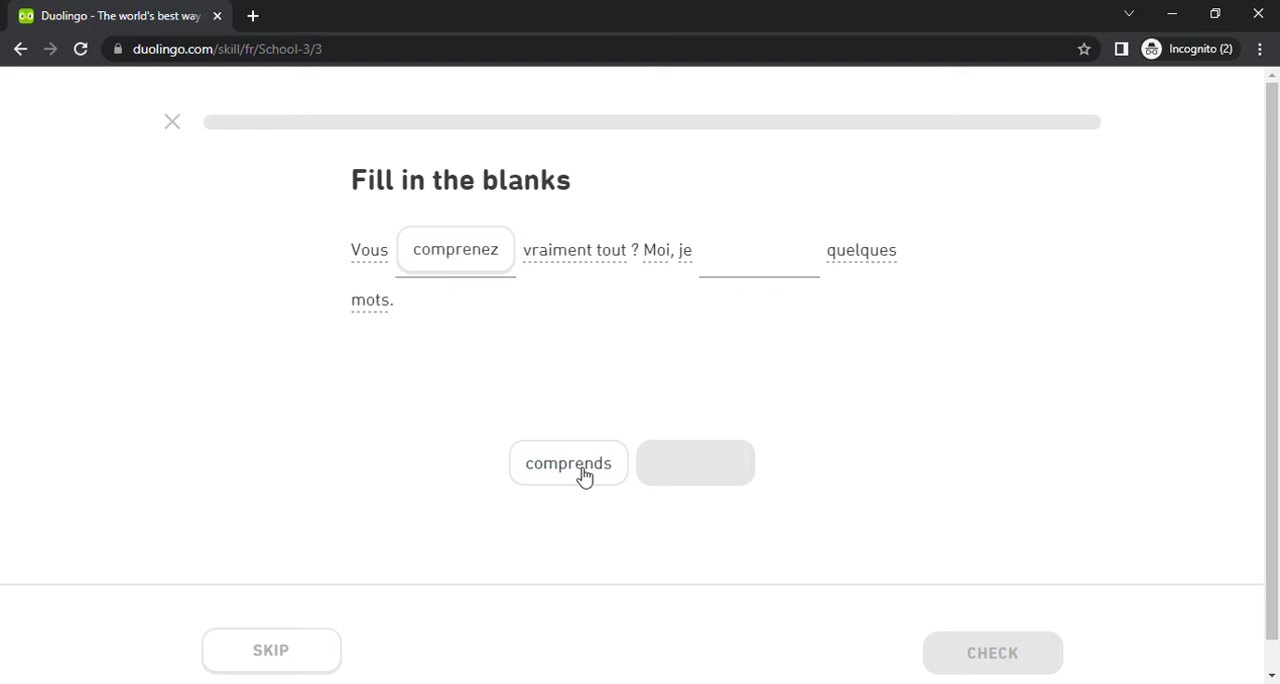 Duolingo - The world's best way
duolingo.com/skill/fr/School-3/3
Incognito (2)
Fill in the blanks
Vous comprenez vraiment tout ? Moi, je quelques
mots.
comprends
SKIP
CHECK